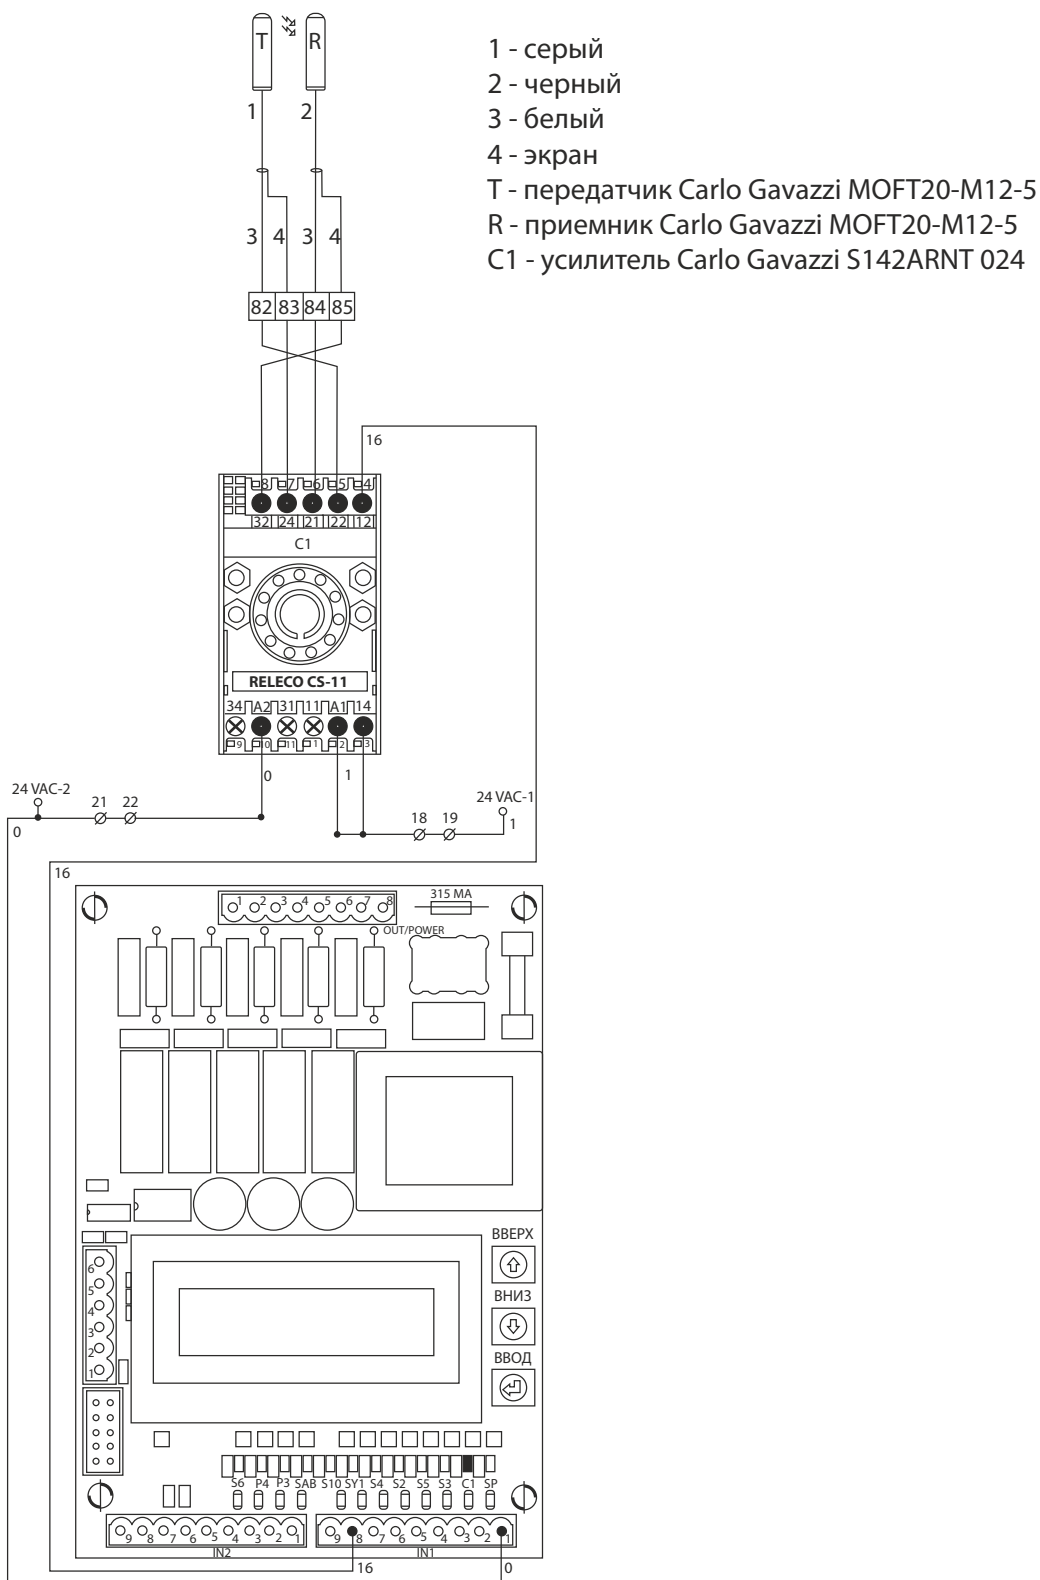 T R
1 - серый
2 - черный
3 - белый
4 - экран
T - передатчик Carlo Gavazzi MOFT20-M12-5
R - приемник Carlo Gavazzi MOFT20-M12-5
C1 - усилитель Carlo Gavazzi S142ARNT 024
1 2
3 4 3 4
82 83 84 85
16
8 7 6 5 4
32 24 21 22 12
C1
RELECO CS-11
34 A2 31 11 A1 14
9 10 11 1 2 3
0 1
24 VAC-2
21 22
0
24 VAC-1
18 19
1
16
1 2 3 4 5 6 7 8
315 MA
OUT/POWER
ВВЕРХ
ВНИЗ
ВВОД
6
5
4
3
2
1
S6 P4 P3 SAB S10 SY1 S4 S2 S5 S3 C1 SP
9 8 7 6 5 4 3 2 1
IN2
9 8 7 6 5 4 3 2 1
IN1
16 0